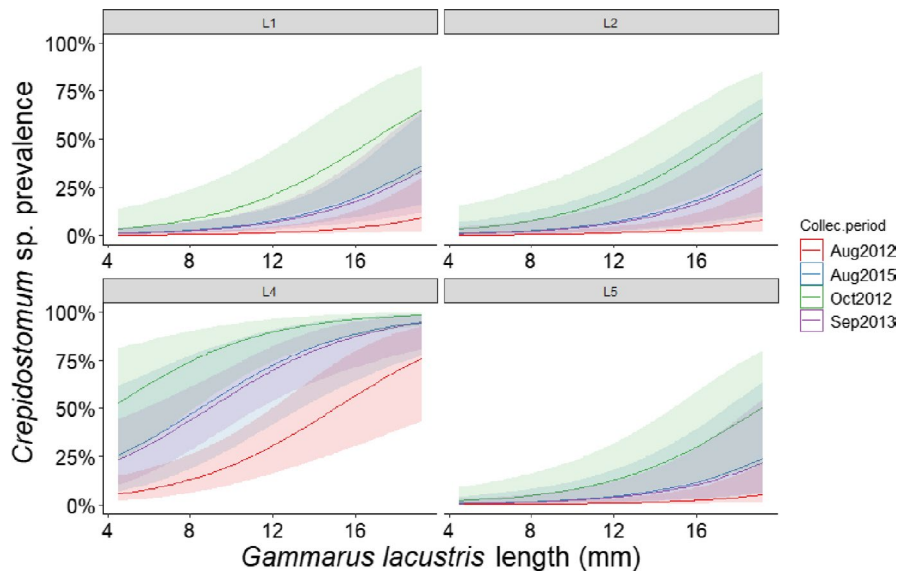 L1
L2
100%
75%
50%
25%
0%
4
8
12
16
4
8
12
16
L4
L5
100%
75%
50%
25%
0%
4
8
12
16
4
8
12
16
Crepidostomum sp. prevalence
Gammarus lacustris length (mm)
Collec.period
Aug2012
Aug2015
Oct2012
Sep2013